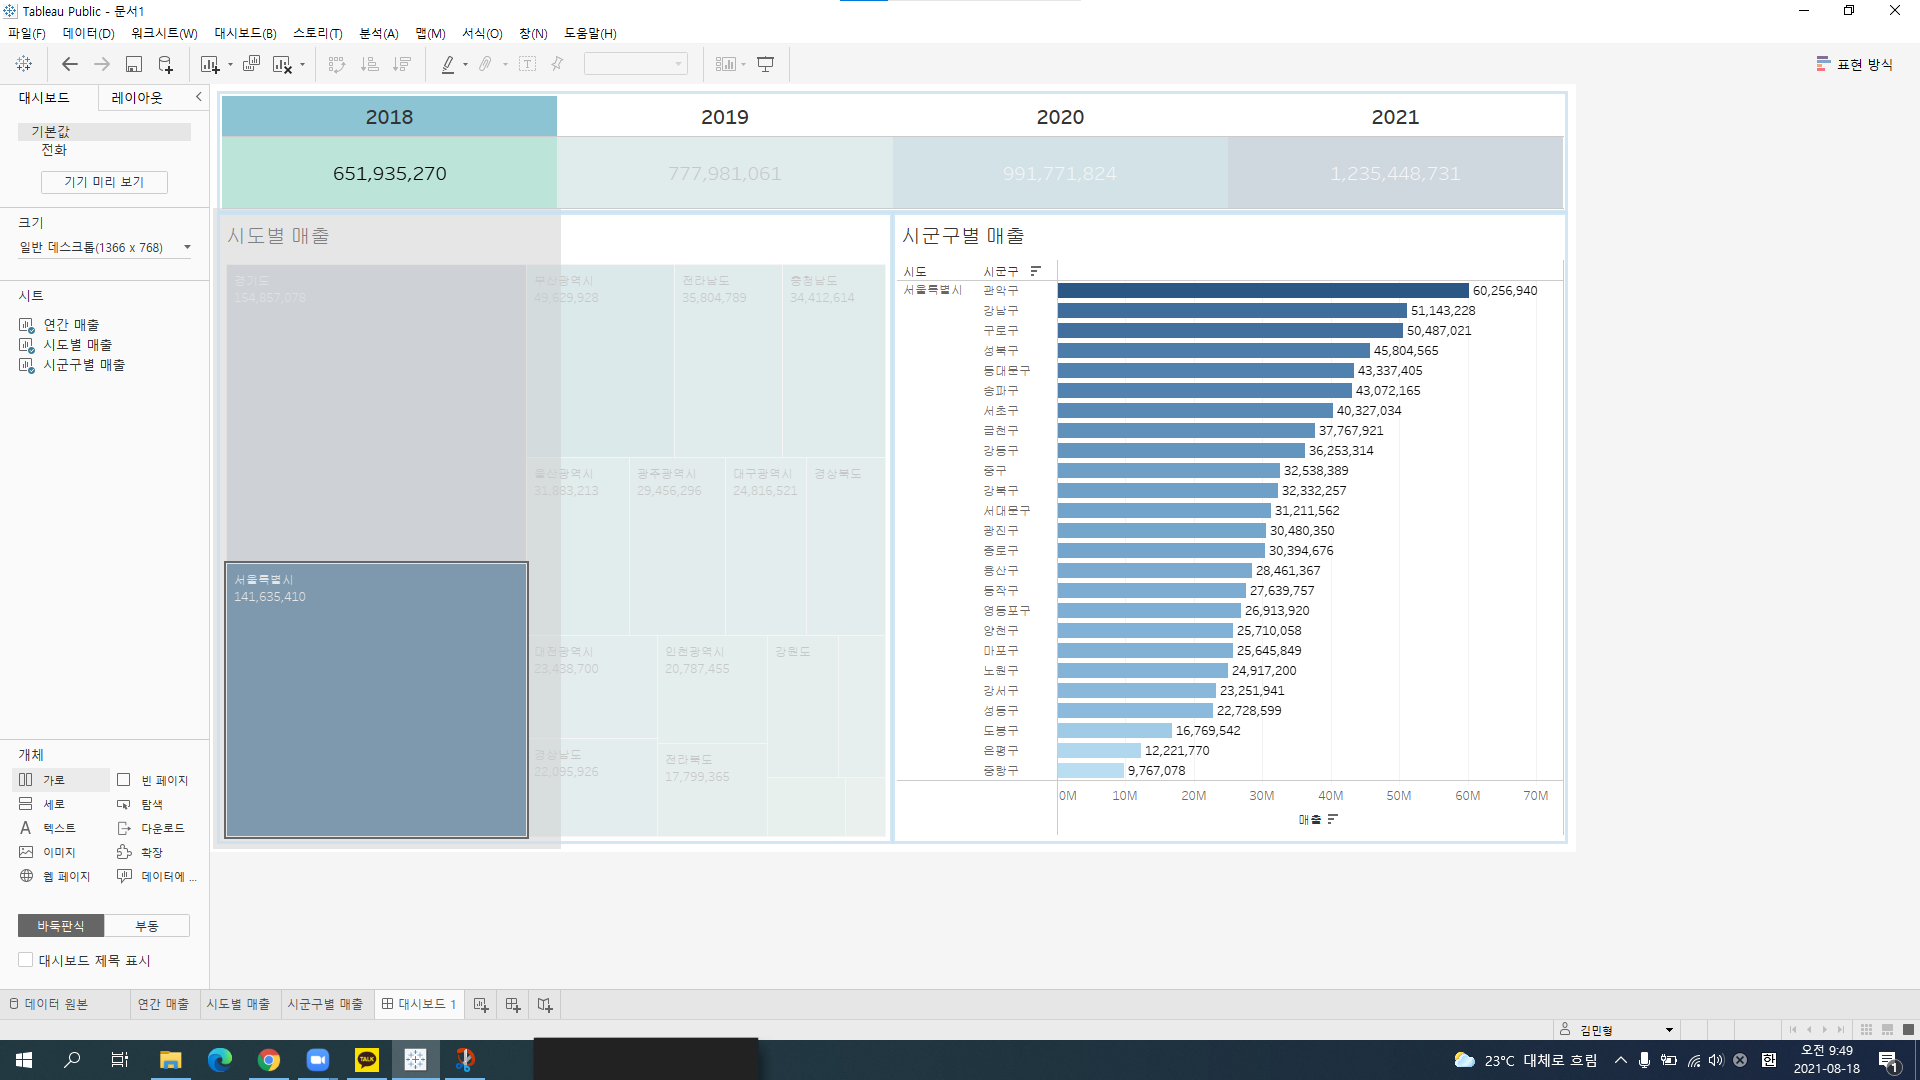 Tableau Public - 문서1
파일(F) 데이터(D) 워크시트(W) 대시보드(B) 스토리(T) 분석(A) 맵(M) 서식(O) 창(N) 도움말(H)
표현 방식
대시보드 레이아웃
기본값
전화
기기 미리 보기
크기
일반 데스크톱(1366 x 768)
시트
연간 매출
시도별 매출
시군구별 매출
개체
가로 빈 페이지
세로 탐색
텍스트 다운로드
이미지 확장
웹 페이지 데이터에 ...
바둑판식 부동
대시보드 제목 표시
2018 2019 2020 2021
651,935,270 777,981,061 991,771,824 1,235,448,731
시도별 매출
경기도
154,857,078
부산광역시
49,629,928
전라남도
35,804,789
충청남도
34,412,614
울산광역시
31,883,213
광주광역시
29,456,296
대구광역시
24,816,521
경상북도
서울특별시
141,635,410
대전광역시
23,438,700
인천광역시
20,787,455
강원도
경상남도
22,095,926
전라북도
17,799,365
시군구별 매출
시도 시군구
서울특별시 관악구 60,256,940
강남구 51,143,228
구로구 50,487,021
성북구 45,804,565
동대문구 43,337,405
송파구 43,072,165
서초구 40,327,034
금천구 37,767,921
강동구 36,253,314
중구 32,538,389
강북구 32,332,257
서대문구 31,211,562
광진구 30,480,350
종로구 30,394,676
용산구 28,461,367
동작구 27,639,757
영등포구 26,913,920
양천구 25,710,058
마포구 25,645,849
노원구 24,917,200
강서구 23,251,941
성동구 22,728,599
도봉구 16,769,542
은평구 12,221,770
중랑구 9,767,078
0M 10M 20M 30M 40M 50M 60M 70M
매출
데이터 원본 연간 매출 시도별 매출 시군구별 매출 대시보드 1
김민형
TALK
23°C 대체로 흐림
한
오전 9:49
2021-08-18
1